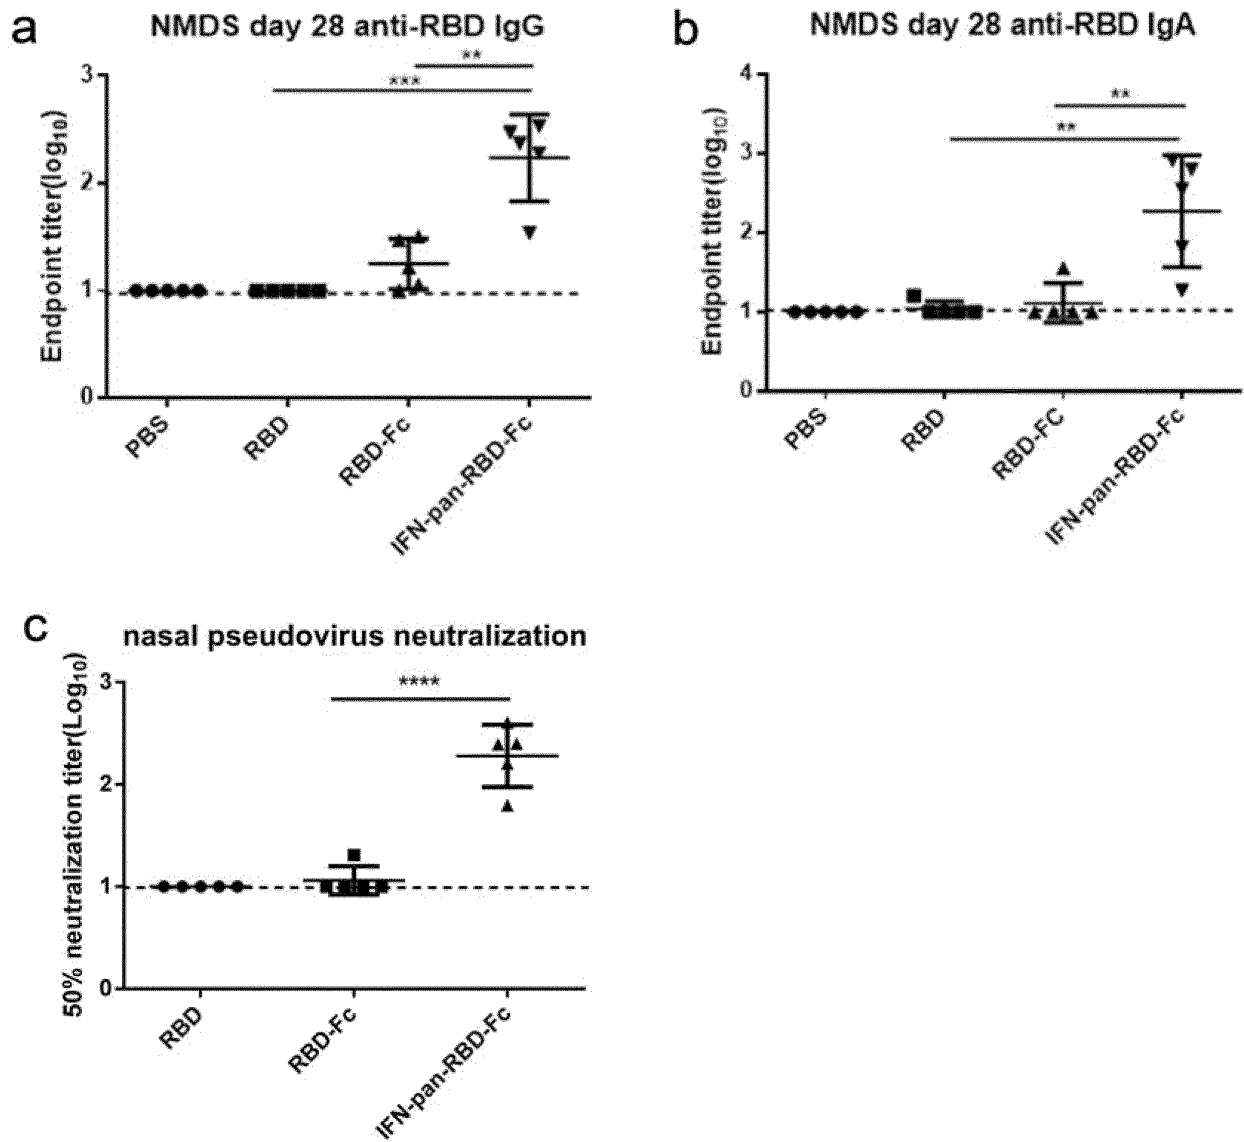 a
NMDS day 28 anti-RBD IgG
**
***
Endpoint titer(log10)
3
2
1
0
PBS
RBD
RBD-Fc
IFN-pan-RBD-Fc
b
NMDS day 28 anti-RBD IgA
**
**
Endpoint titer(log10)
4
3
2
1
0
PBS
RBD
RBD-FC
IFN-pan-RBD-Fc
c
nasal pseudovirus neutralization
****
50% neutralization titer(Log10)
3
2
1
0
RBD
RBD-Fc
IFN-pan-RBD-Fc